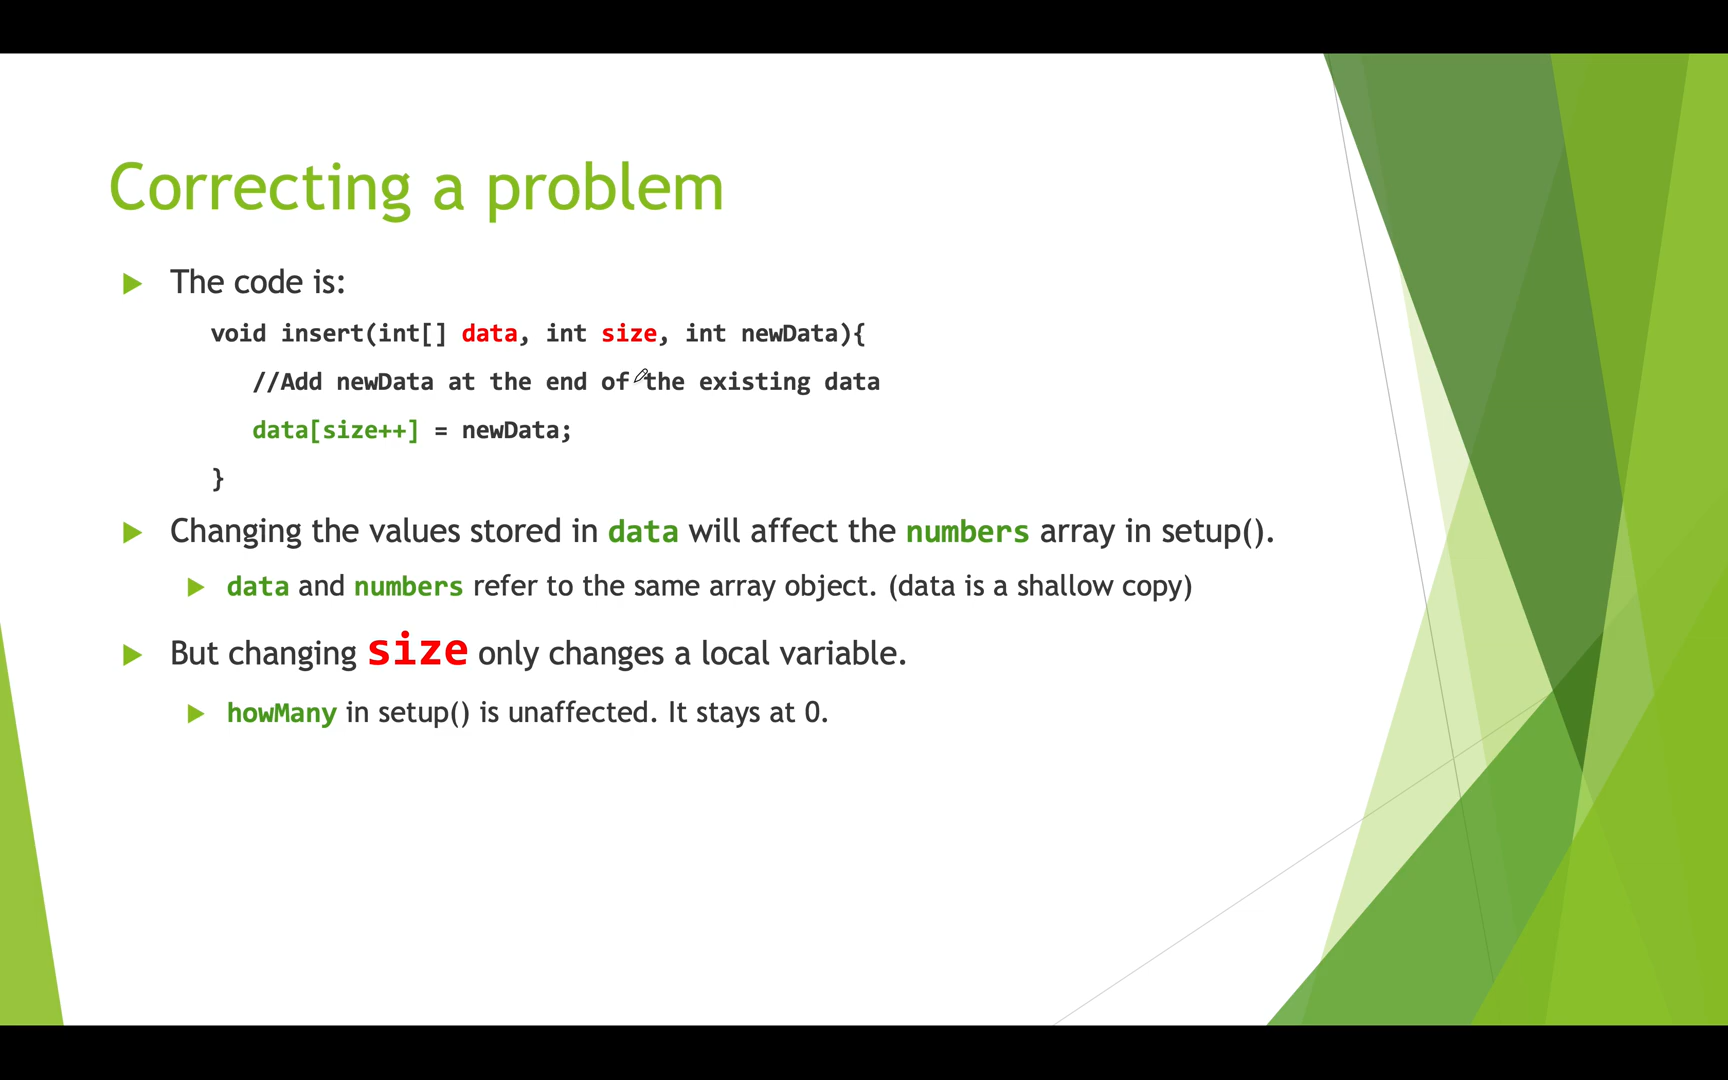 Correcting a problem
The code is:
void insert(int[] data, int size, int newData){
//Add newData at the end of the existing data
data[size++] = newData;
}
Changing the values stored in data will affect the numbers array in setup().
data and numbers refer to the same array object. (data is a shallow copy)
But changing size only changes a local variable.
howMany in setup() is unaffected. It stays at 0.